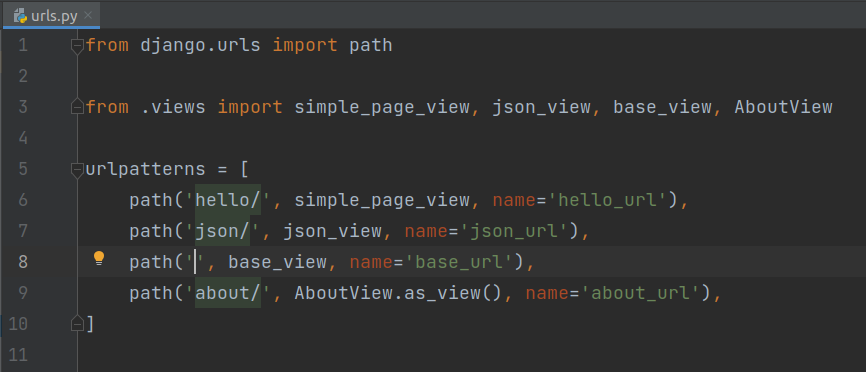 urls.py
1 from django.urls import path
2
3 from .views import simple_page_view, json_view, base_view, AboutView
4
5 urlpatterns = [
6     path('hello/', simple_page_view, name='hello_url'),
7     path('json/', json_view, name='json_url'),
8     path('', base_view, name='base_url'),
9     path('about/', AboutView.as_view(), name='about_url'),
10 ]
11